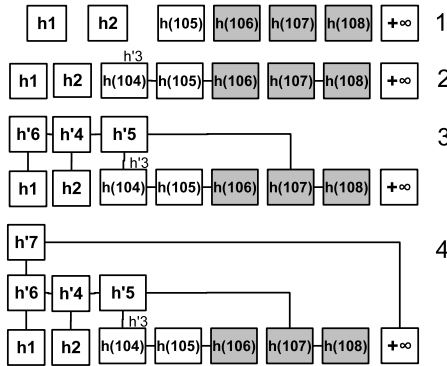 h1 h2 h(105) h(106) h(107) h(108) +∞ 1
h'3
h1 h2 h(104) h(105) h(106) h(107) h(108) +∞ 2
h'6 h'4 h'5 3
h'3
h1 h2 h(104) h(105) h(106) h(107) h(108) +∞
h'7 4
h'6 h'4 h'5
h'3
h1 h2 h(104) h(105) h(106) h(107) h(108) +∞